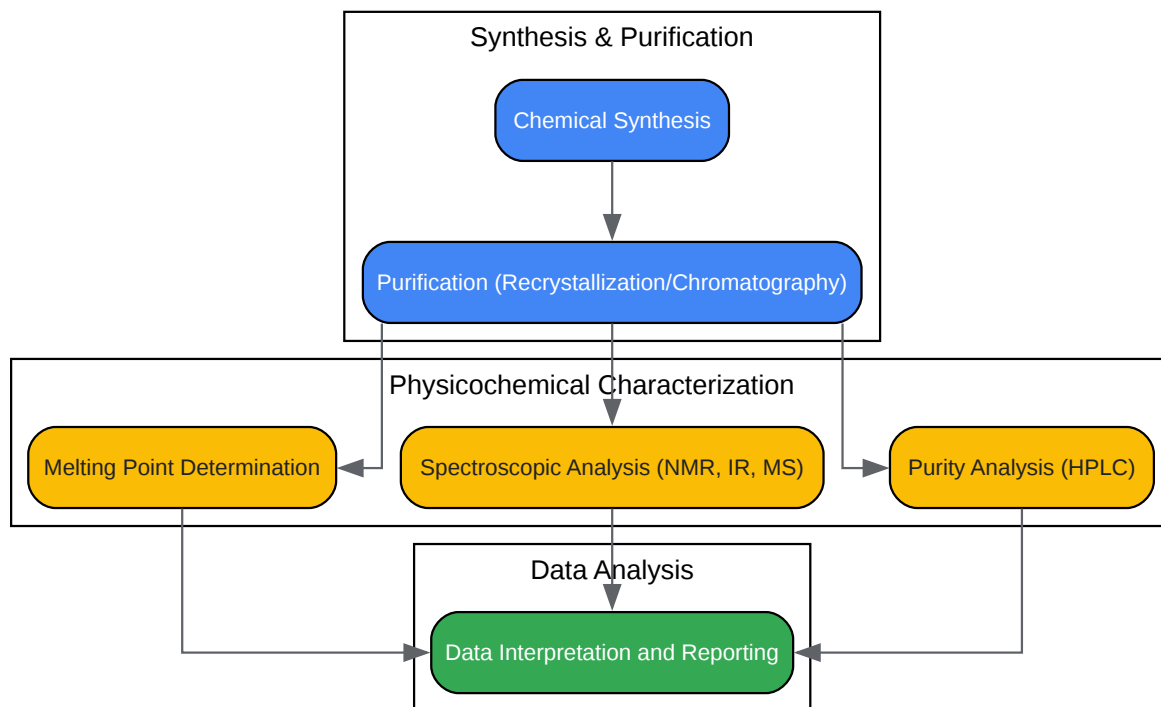 Synthesis & Purification
Chemical Synthesis
Purification (Recrystallization/Chromatography)
Physicochemical Characterization
Melting Point Determination
Spectroscopic Analysis (NMR, IR, MS)
Purity Analysis (HPLC)
Data Analysis
Data Interpretation and Reporting